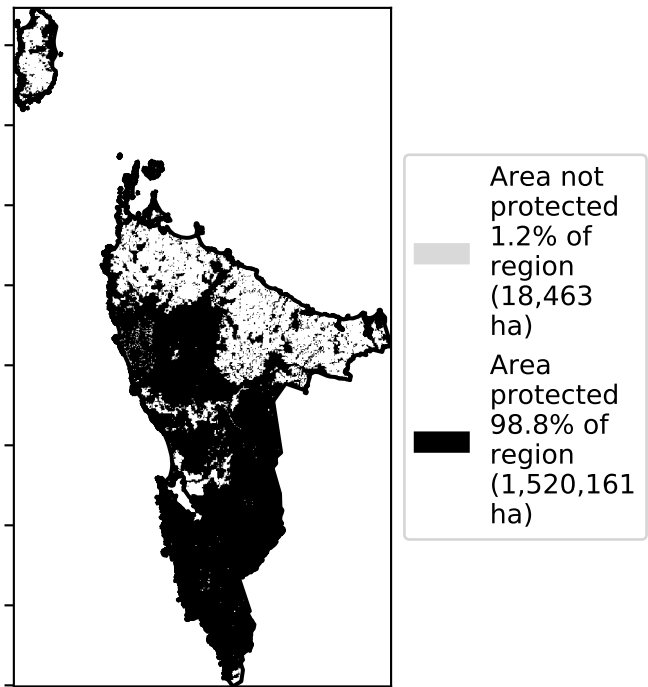 Area not
protected
1.2% of
region
(18,463
ha)
Area
protected
98.8% of
region
(1,520,161
ha)